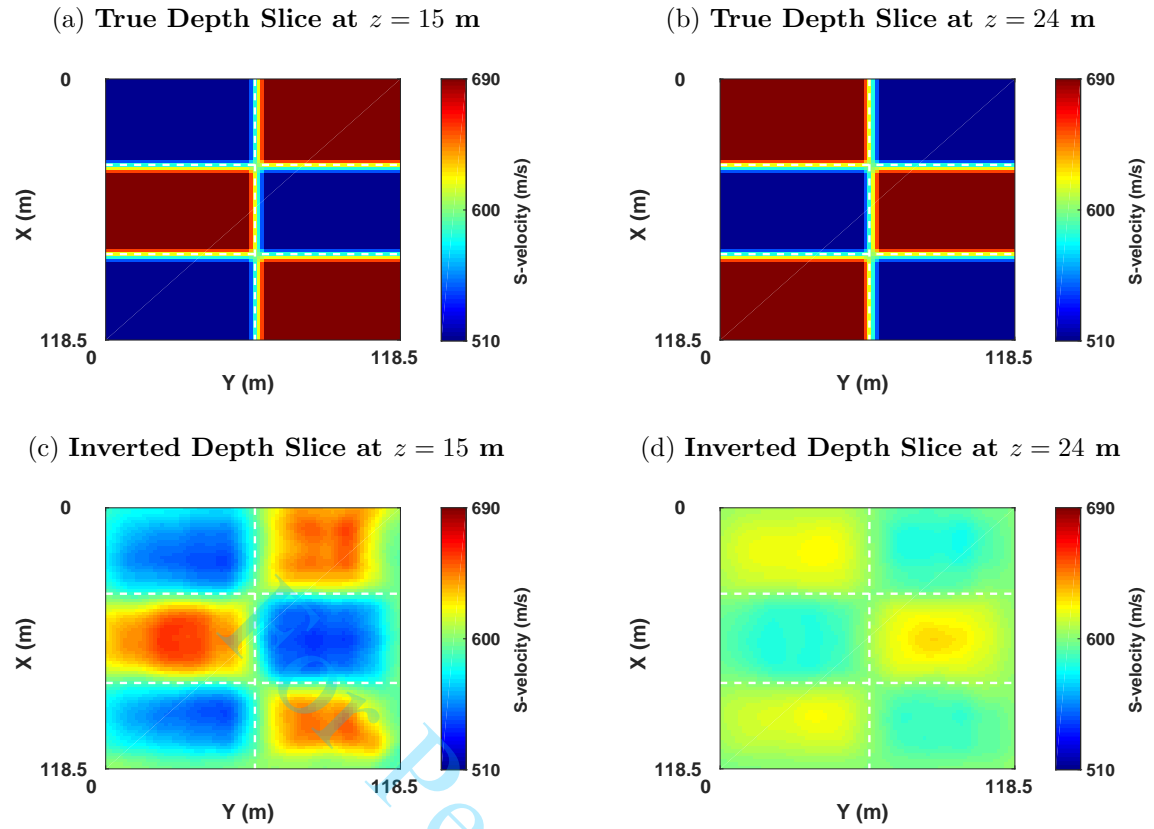 (a) True Depth Slice at z = 15 m
0
118.5
X (m)
0
118.5
Y (m)
690
600
510
S-velocity (m/s)
(b) True Depth Slice at z = 24 m
0
118.5
X (m)
0
118.5
Y (m)
690
600
510
S-velocity (m/s)
(c) Inverted Depth Slice at z = 15 m
0
118.5
X (m)
0
118.5
Y (m)
690
600
510
S-velocity (m/s)
(d) Inverted Depth Slice at z = 24 m
0
118.5
X (m)
0
118.5
Y (m)
690
600
510
S-velocity (m/s)
For Pe